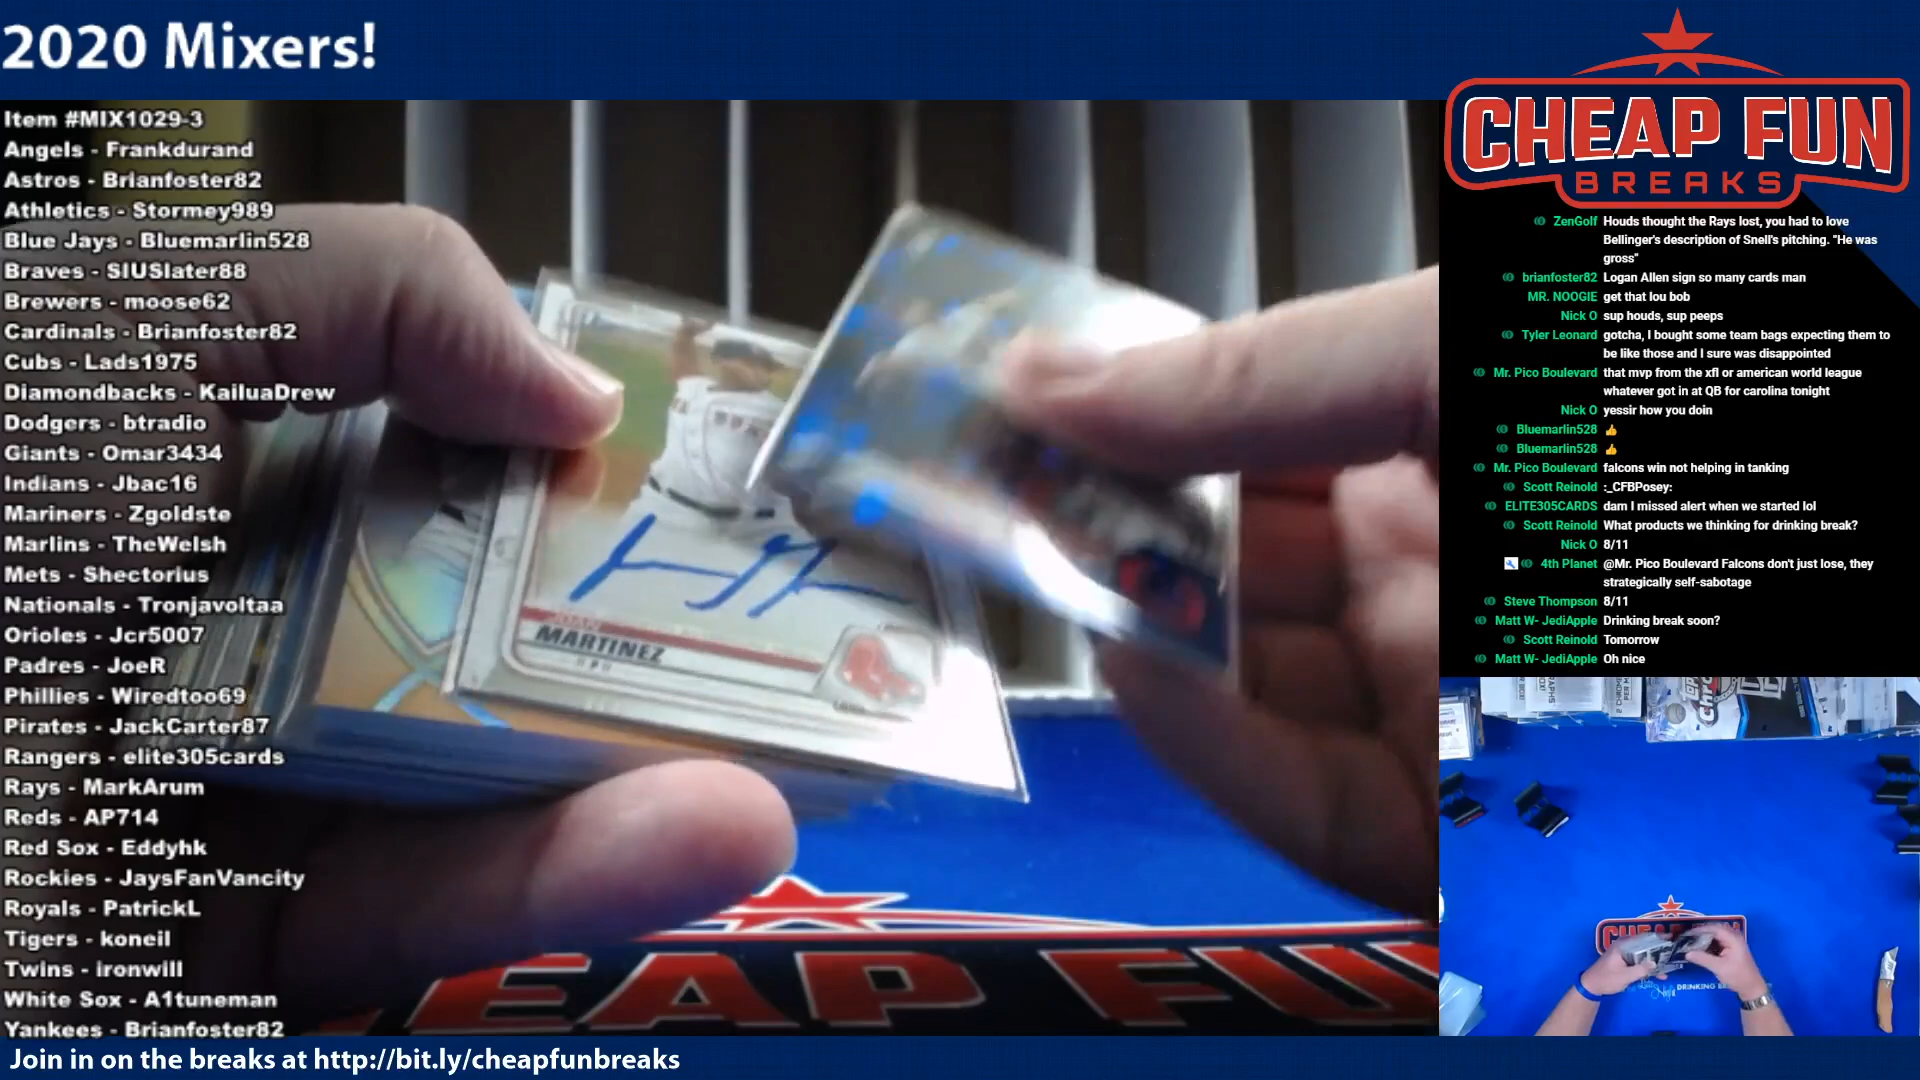 2020 Mixers!
Item #MIX1029-3
Angels - Frankdurand
Astros - Brianfoster82
Athletics - Stormey989
Blue Jays - Bluemarlin528
Braves - SIUSlater88
Brewers - moose62
Cardinals - Brianfoster82
Cubs - Lads1975
Diamondbacks - KailuaDrew
Dodgers - btradio
Giants - Omar3434
Indians - Jbac16
Mariners - Zgoldste
Marlins - TheWelsh
Mets - Shectorius
Nationals - Tronjavoltaa
Orioles - Jcr5007
Padres - JoeR
Phillies - Wiredtoo69
Pirates - JackCarter87
Rangers - elite305cards
Rays - MarkArum
Reds - AP714
Red Sox - Eddyhk
Rockies - JaysFanVancity
Royals - PatrickL
Tigers - koneil
Twins - ironwill
White Sox - A1tuneman
Yankees - Brianfoster82
Join in on the breaks at http://bit.ly/cheapfunbreaks
MARTINEZ
EAP FU
CHEAP FUN
BREAKS
ZenGolf Houds thought the Rays lost, you had to love
Bellinger's description of Snell's pitching. "He was
gross"
brianfoster82 Logan Allen sign so many cards man
MR. NOOGIE get that lou bob
Nick O sup houds, sup peeps
Tyler Leonard gotcha, I bought some team bags expecting them to
be like those and I sure was disappointed
Mr. Pico Boulevard that mvp from the xfl or american world league
whatever got in at QB for carolina tonight
Nick O yessir how you doin
Bluemarlin528 👍
Bluemarlin528 👍
Mr. Pico Boulevard falcons win not helping in tanking
Scott Reinold :_CFBPosey:
ELITE305CARDS dam I missed alert when we started lol
Scott Reinold What products we thinking for drinking break?
Nick O 8/11
4th Planet @Mr. Pico Boulevard Falcons don't just lose, they
strategically self-sabotage
Steve Thompson 8/11
Matt W- JediApple Drinking break soon?
Scott Reinold Tomorrow
Matt W- JediApple Oh nice
CHEAP FUN